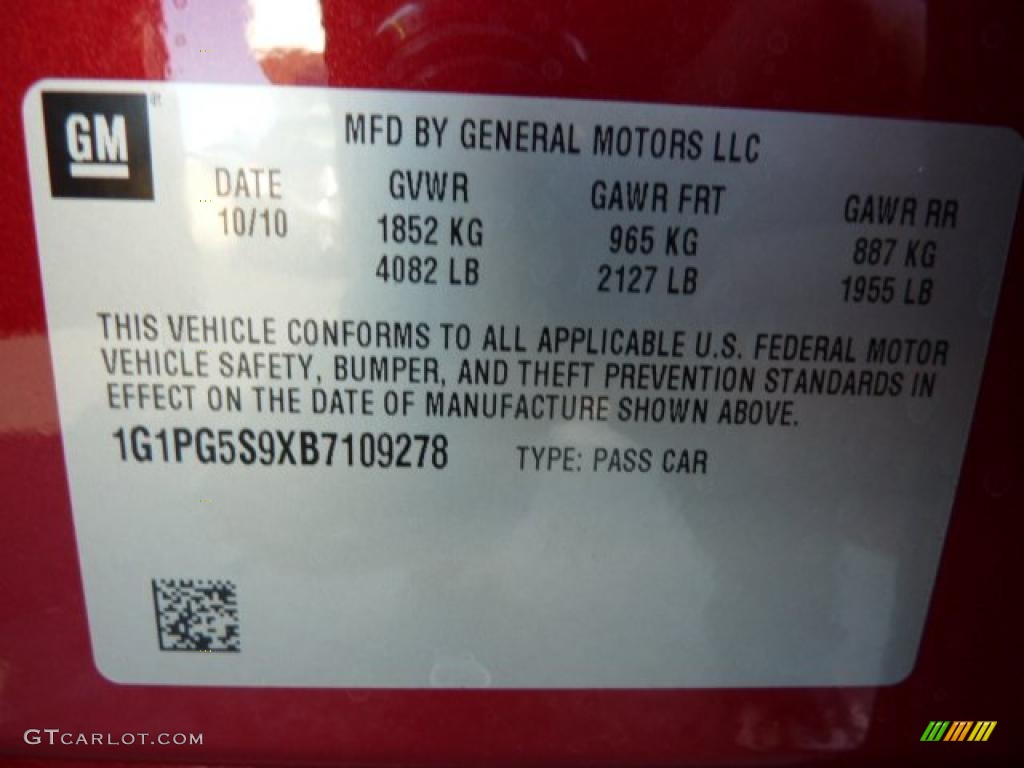 GM
MFD BY GENERAL MOTORS LLC
DATE GVWR GAWR FRT GAWR RR
10/10 1852 KG 965 KG 887 KG
4082 LB 2127 LB 1955 LB
THIS VEHICLE CONFORMS TO ALL APPLICABLE U.S. FEDERAL MOTOR
VEHICLE SAFETY, BUMPER, AND THEFT PREVENTION STANDARDS IN
EFFECT ON THE DATE OF MANUFACTURE SHOWN ABOVE.
1G1PG5S9XB7109278 TYPE: PASS CAR
GTCARLOT.COM